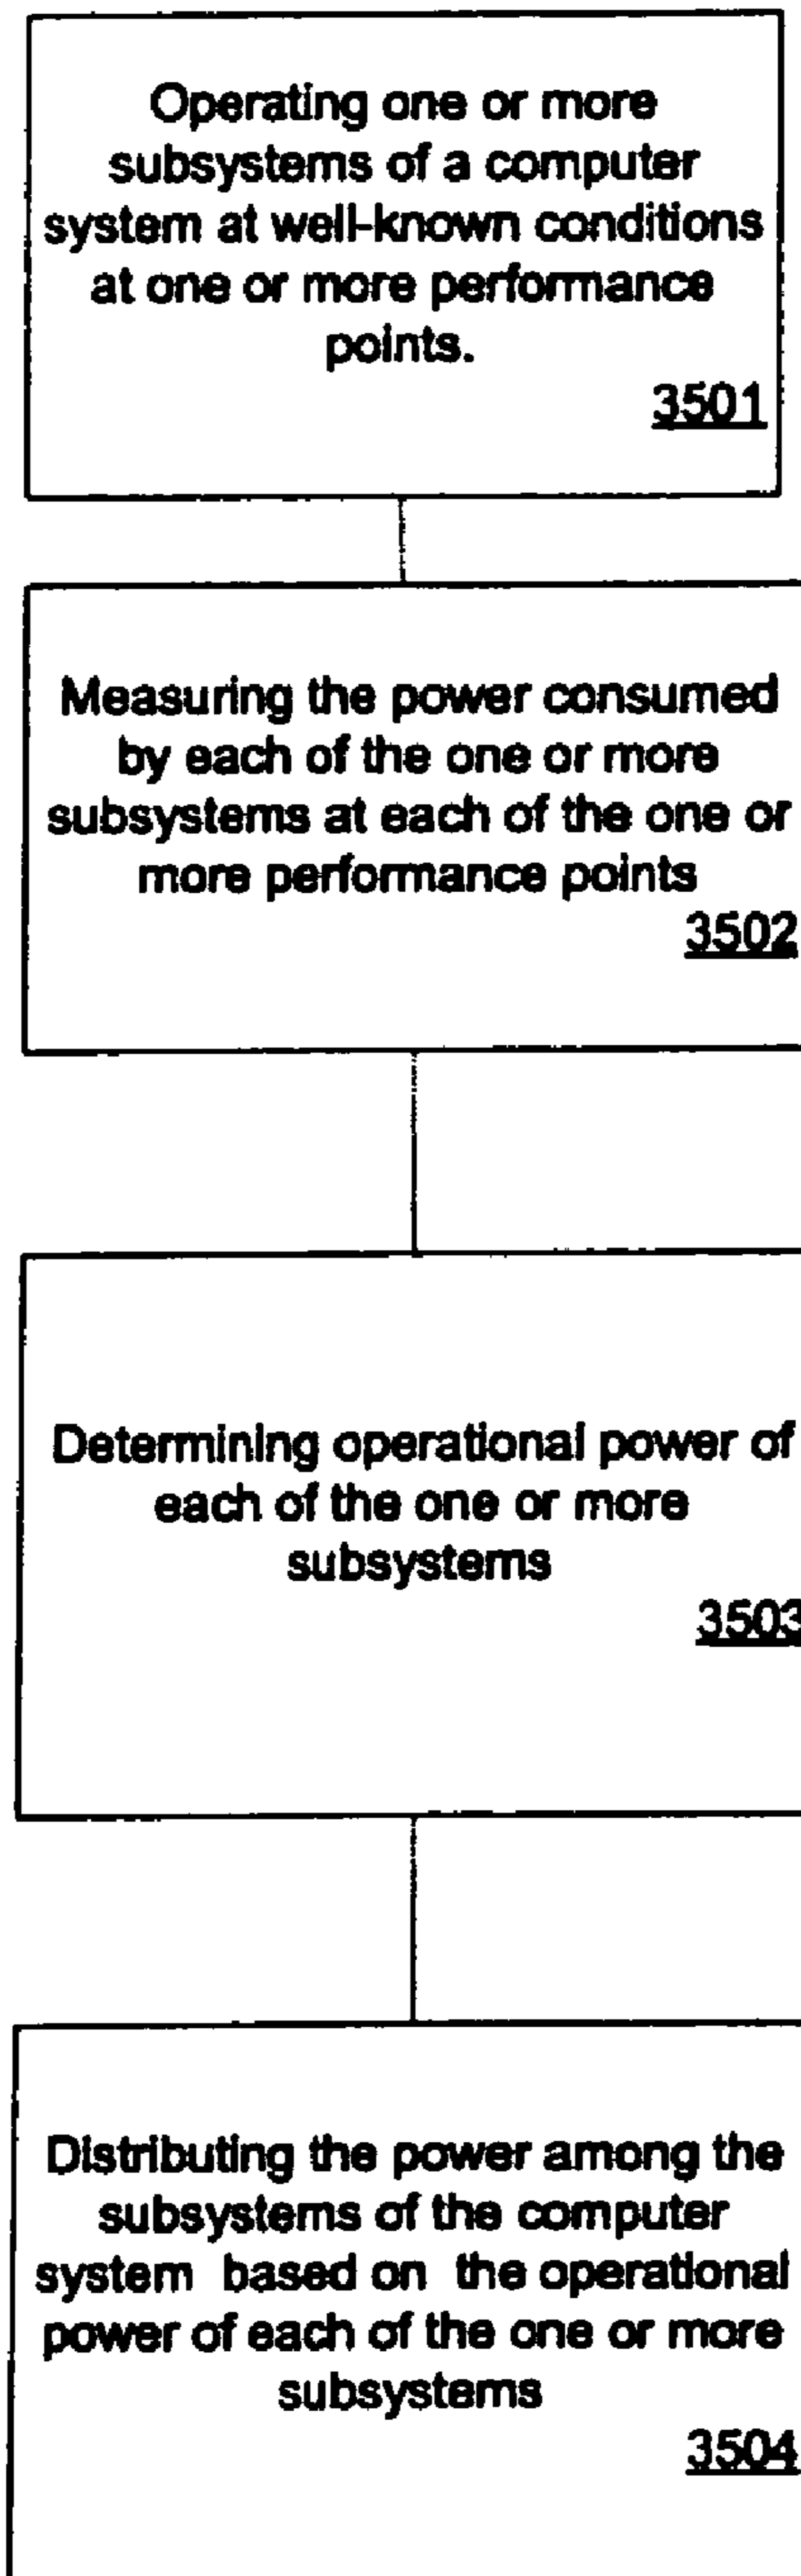 Operating one or more
subsystems of a computer
system at well-known conditions
at one or more performance
points.
3501
Measuring the power consumed
by each of the one or more
subsystems at each of the one or
more performance points
3502
Determining operational power of
each of the one or more
subsystems
3503
Distributing the power among the
subsystems of the computer
system based on the operational
power of each of the one or more
subsystems
3504